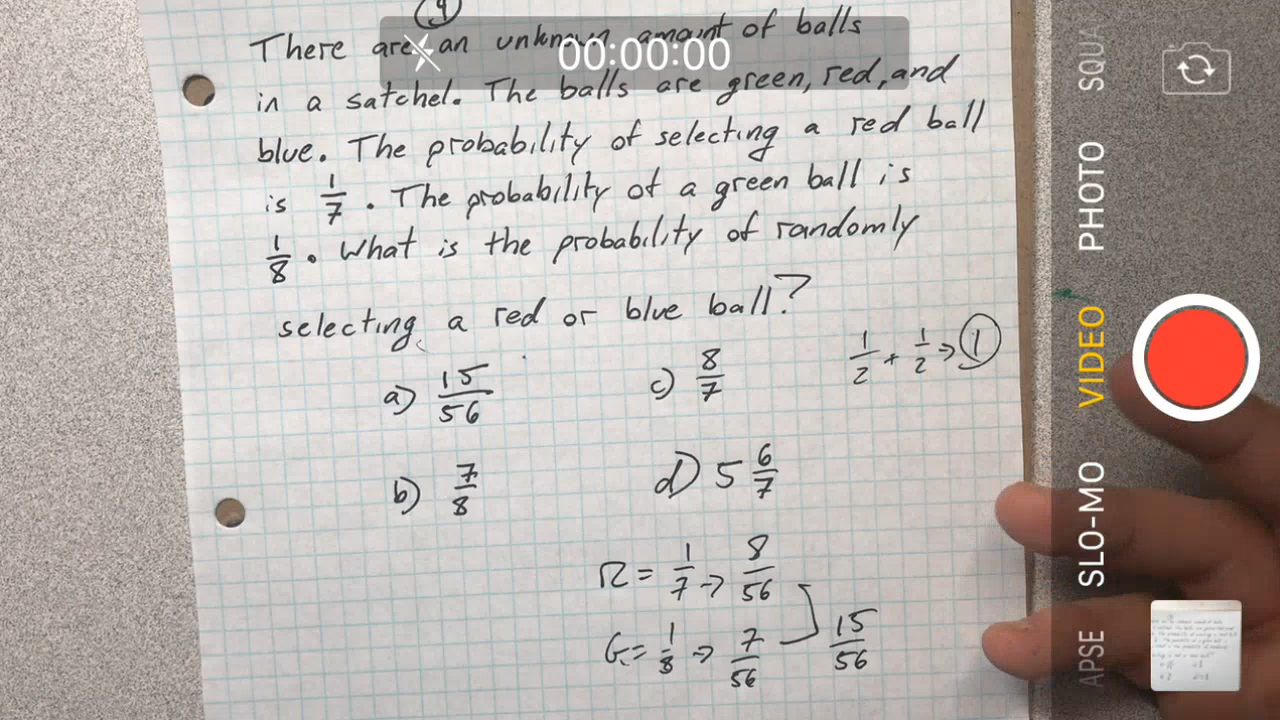 4
There are an unknown amount of balls
00:00:00
in a satchel. The balls are green, red, and
blue. The probability of selecting a red ball
is 1/7. The probability of a green ball is
1/8. What is the probability of randomly
selecting a red or blue ball?
1/2 + 1/2 → 1
a) 15/56
c) 8/7
b) 7/8
d) 5 6/7
R = 1/7 → 8/56
G = 1/8 → 7/56
15/56
SQUA
PHOTO
VIDEO
SLO-MO
APSE